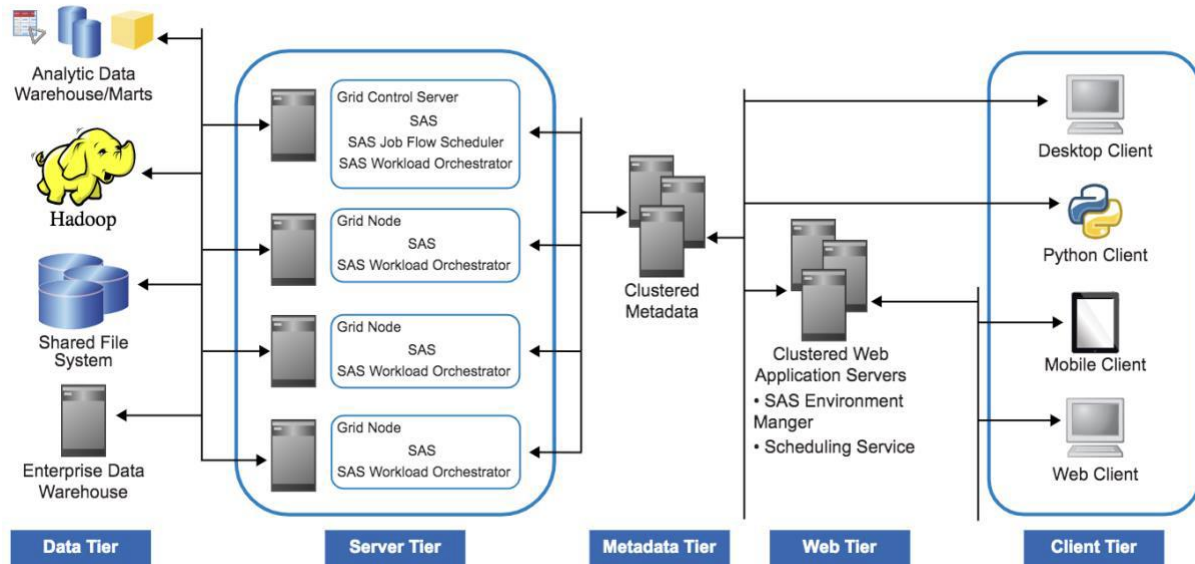 Analytic Data
Warehouse/Marts
Hadoop
Shared File
System
Enterprise Data
Warehouse
Data Tier
Grid Control Server
SAS
SAS Job Flow Scheduler
SAS Workload Orchestrator
Grid Node
SAS
SAS Workload Orchestrator
Grid Node
SAS
SAS Workload Orchestrator
Grid Node
SAS
SAS Workload Orchestrator
Server Tier
Clustered
Metadata
Metadata Tier
Clustered Web
Application Servers
• SAS Environment
Manger
• Scheduling Service
Web Tier
Desktop Client
Python Client
Mobile Client
Web Client
Client Tier